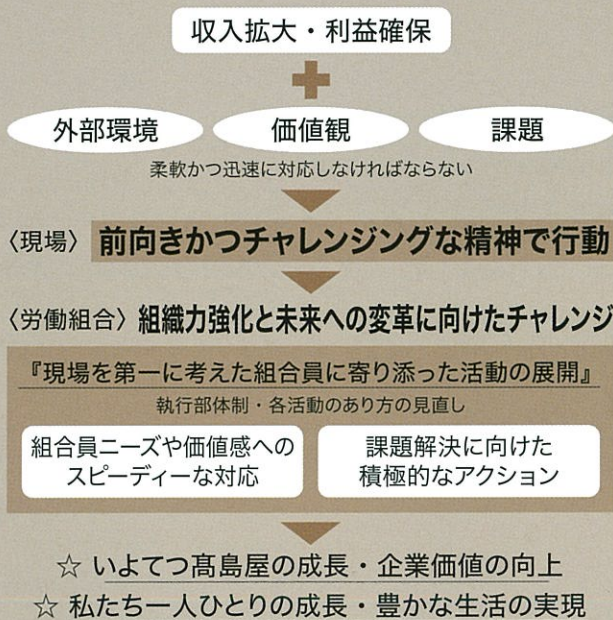 収入拡大・利益確保
外部環境
価値観
課題
柔軟かつ迅速に対応しなければならない
〈現場〉前向きかつチャレンジングな精神で行動
〈労働組合〉組織力強化と未来への変革に向けたチャレンジ
『現場を第一に考えた組合員に寄り添った活動の展開』
執行部体制・各活動のあり方の見直し
組合員ニーズや価値感への
スピーディーな対応
課題解決に向けた
積極的なアクション
☆ いよてつ髙島屋の成長・企業価値の向上
☆ 私たち一人ひとりの成長・豊かな生活の実現